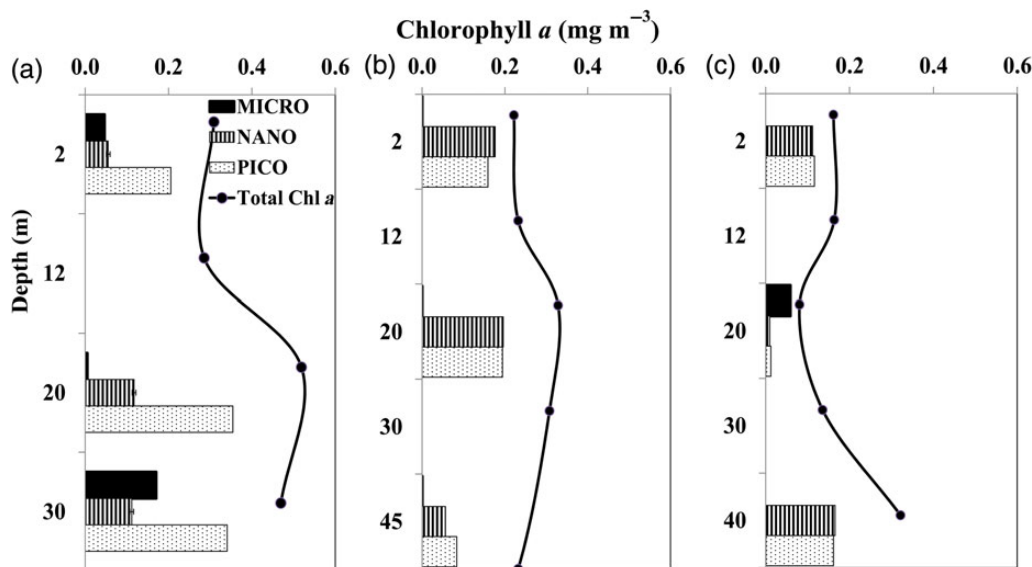 Chlorophyll a (mg m⁻³)
(a) 0.0 0.2 0.4 0.6
(b) 0.0 0.2 0.4 0.6
(c) 0.0 0.2 0.4 0.6
MICRO
NANO
PICO
Total Chl a
Depth (m)
2
12
20
30
2
12
20
30
45
2
12
20
30
40